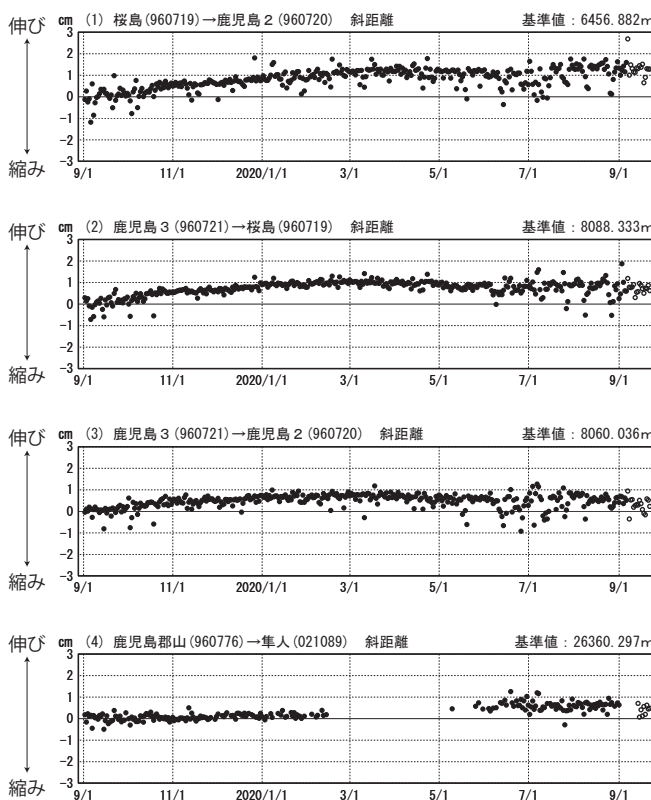 伸び cm (1) 桜島(960719)→鹿児島2(960720) 斜距離 基準値:6456.882m
3
2
1
0
-1
-2
-3
縮み
9/1 11/1 2020/1/1 3/1 5/1 7/1 9/1
伸び cm (2) 鹿児島3(960721)→桜島(960719) 斜距離 基準値:8088.333m
3
2
1
0
-1
-2
-3
縮み
9/1 11/1 2020/1/1 3/1 5/1 7/1 9/1
伸び cm (3) 鹿児島3(960721)→鹿児島2(960720) 斜距離 基準値:8060.036m
3
2
1
0
-1
-2
-3
縮み
9/1 11/1 2020/1/1 3/1 5/1 7/1 9/1
伸び cm (4) 鹿児島郡山(960776)→隼人(021089) 斜距離 基準値:26360.297m
3
2
1
0
-1
-2
-3
縮み
9/1 11/1 2020/1/1 3/1 5/1 7/1 9/1